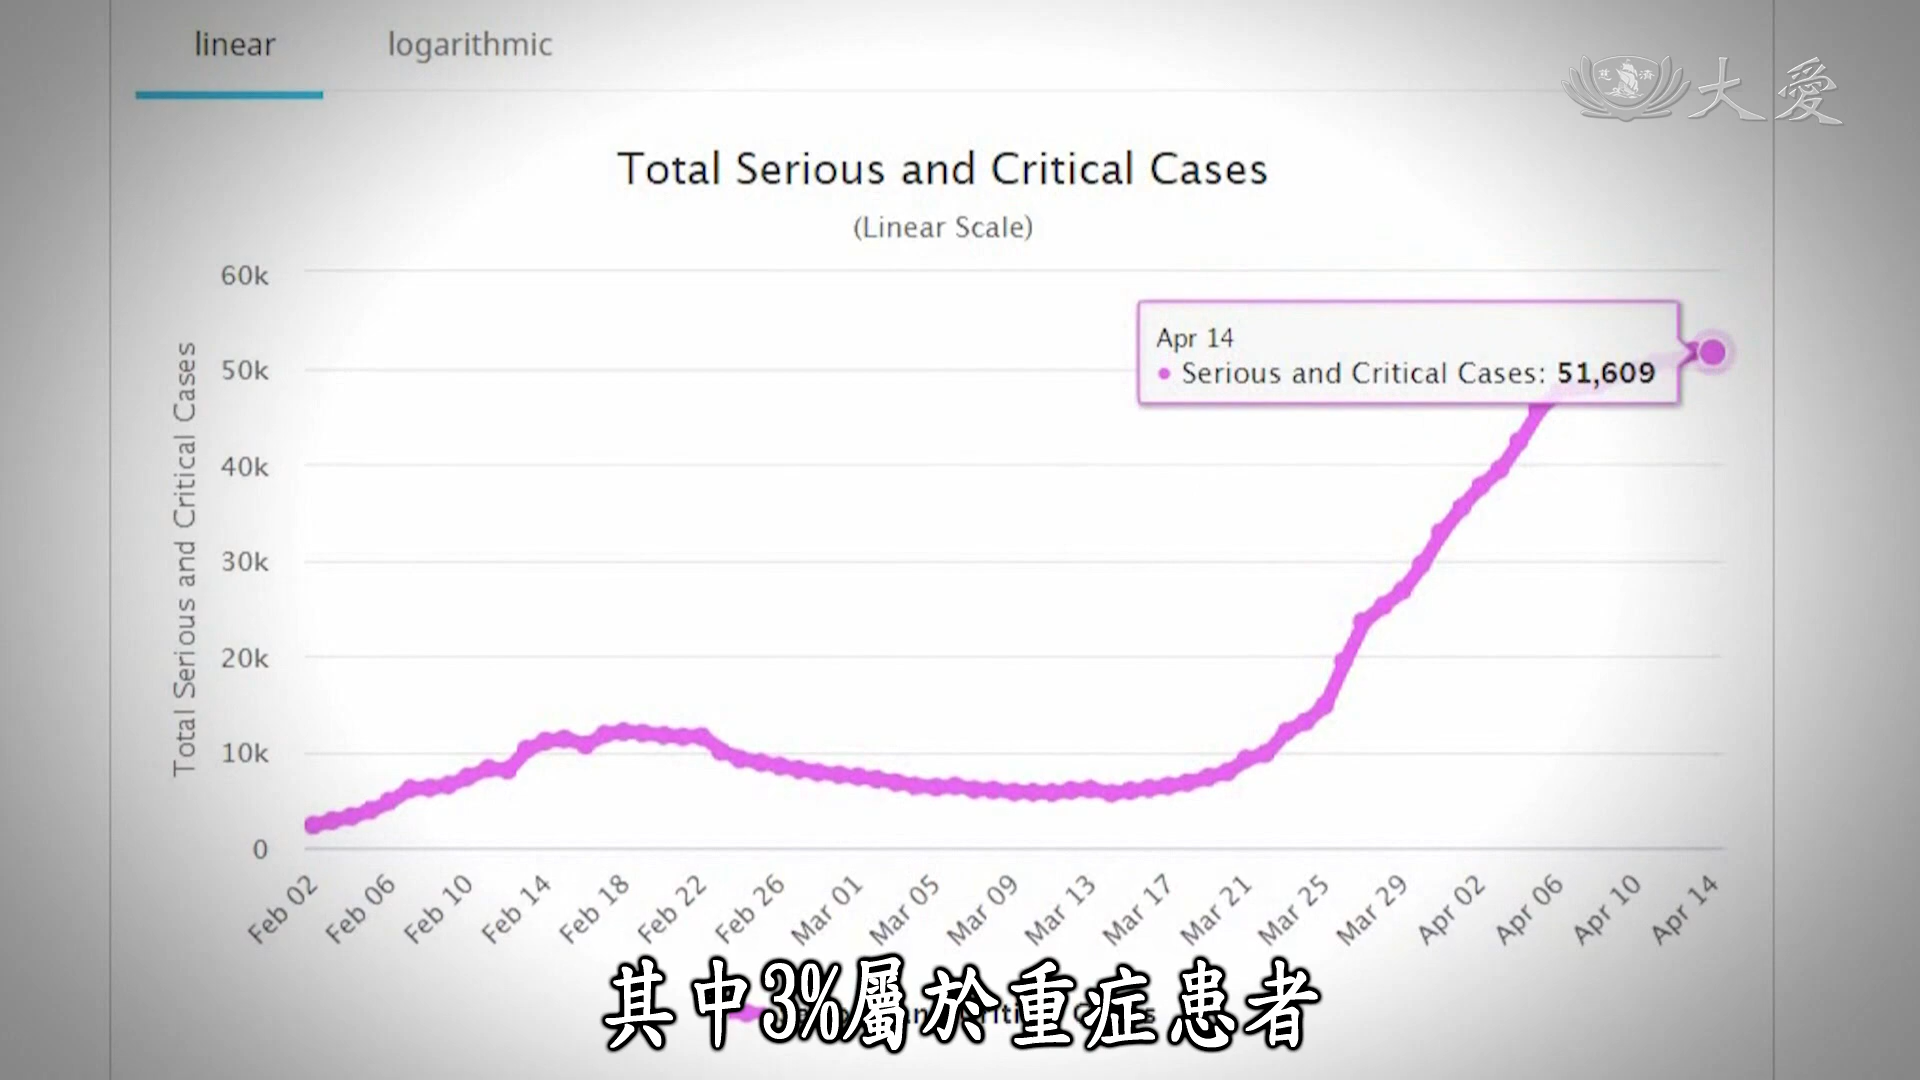 linear logarithmic
慈 濟 大愛
Total Serious and Critical Cases
(Linear Scale)
60k
50k
40k
30k
20k
10k
0
Total Serious and Critical Cases
Apr 14
Serious and Critical Cases: 51,609
Feb 02 Feb 06 Feb 10 Feb 14 Feb 18 Feb 22 Feb 26 Mar 01 Mar 05 Mar 09 Mar 13 Mar 17 Mar 21 Mar 25 Mar 29 Apr 02 Apr 06 Apr 10 Apr 14
其中3%屬於重症患者